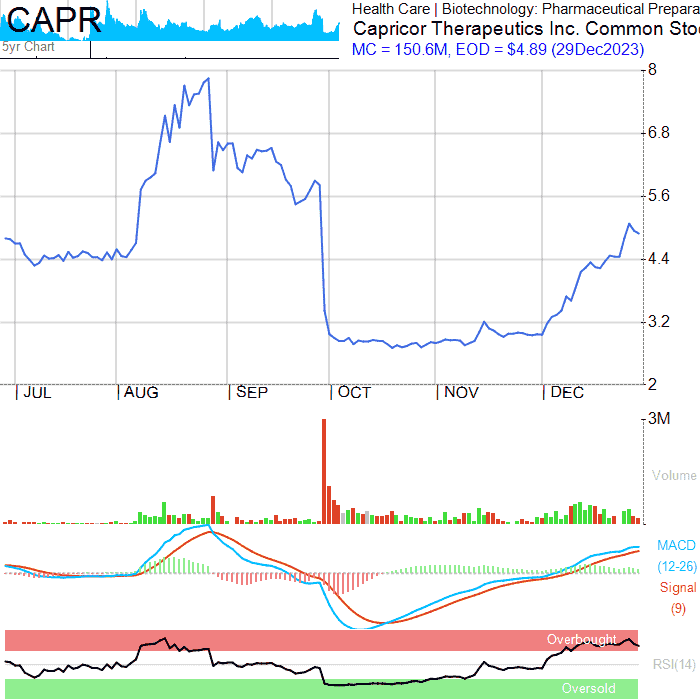 CAPR
5yr Chart
Health Care | Biotechnology: Pharmaceutical Prepara
Capricor Therapeutics Inc. Common Sto
MC = 150.6M, EOD = $4.89 (29Dec2023)
8
6.8
5.6
4.4
3.2
2
| JUL | AUG | SEP | OCT | NOV | DEC
3M
Volume
MACD
(12-26)
Signal
(9)
Overbought
RSI(14)
Oversold